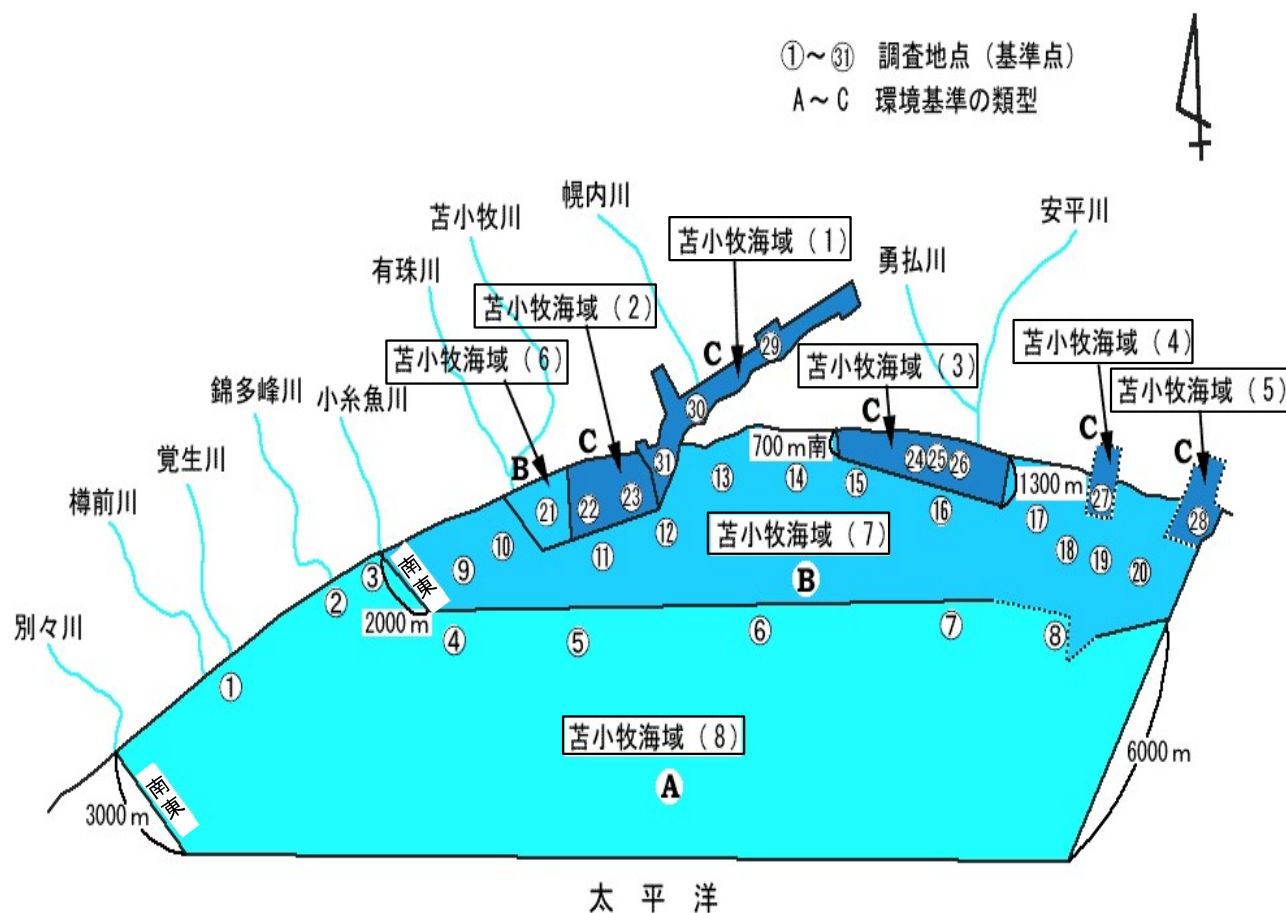 ①～㉛ 調査地点（基準点）
A～C 環境基準の類型
幌内川
苫小牧川
安平川
苫小牧海域（1）
勇払川
有珠川
苫小牧海域（2）
苫小牧海域（4）
苫小牧海域（6）
苫小牧海域（3）
苫小牧海域（5）
錦多峰川
小糸魚川
覚生川
樽前川
別々川
C
C
C
C
C
B
29
30
31
700m南
24
25
26
1300m
27
28
21
22
23
13
14
15
16
17
18
19
20
12
11
10
9
苫小牧海域（7）
B
南東
3
2
2000m
4
5
6
7
8
1
苫小牧海域（8）
A
南東
3000m
6000m
太平洋